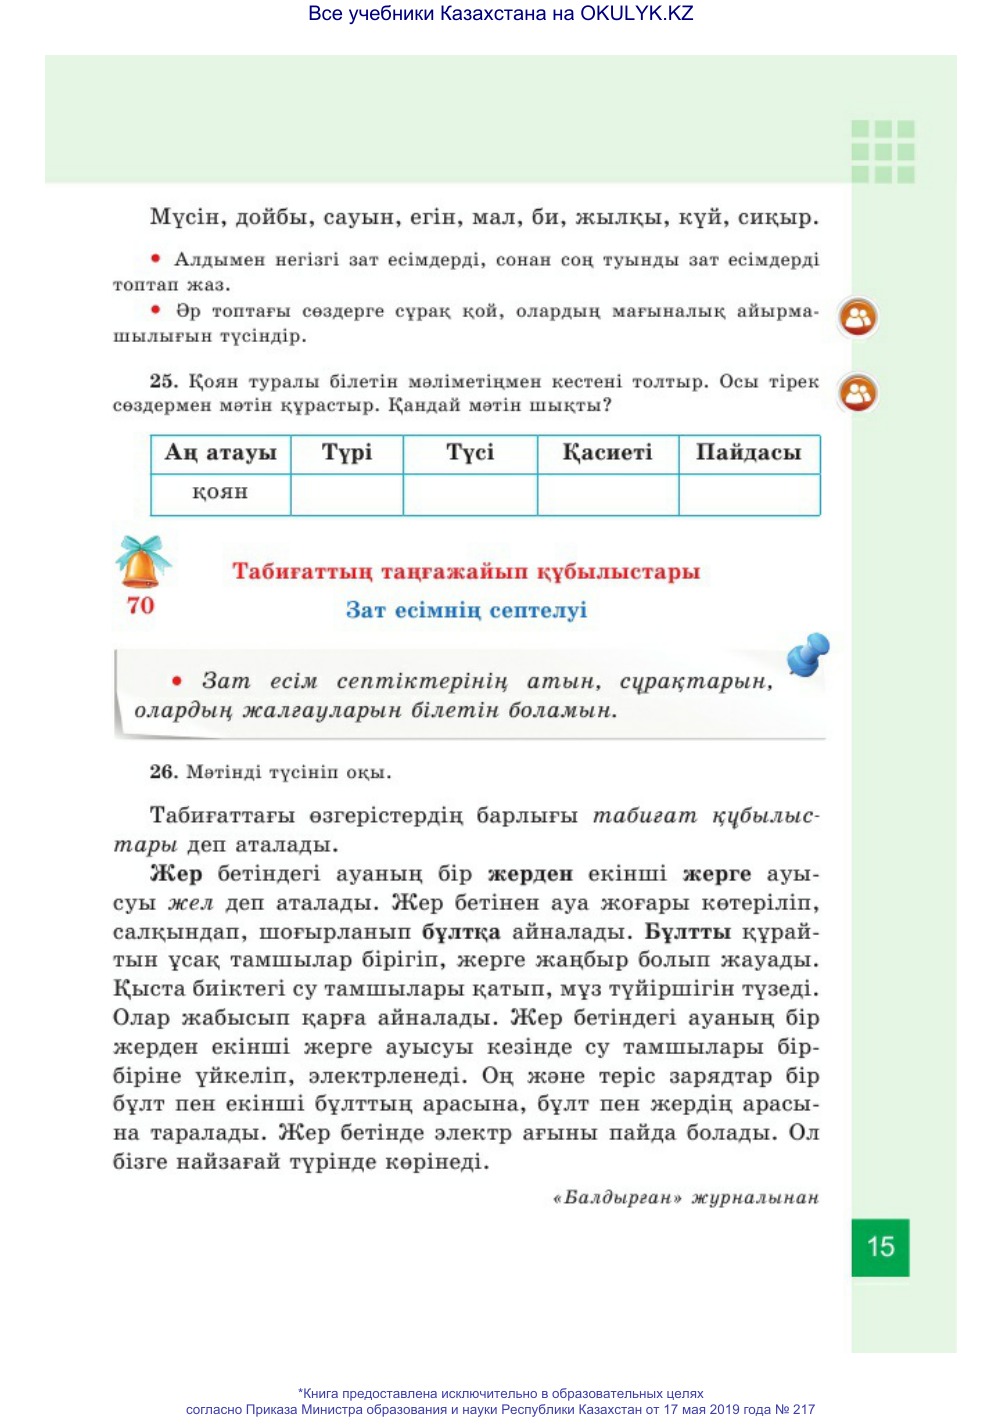 Все учебники Казахстана на OKULYK.KZ
Мүсін, дойбы, сауын, егін, мал, би, жылқы, күй, сиқыр.
• Алдымен негізгі зат есімдерді, сонан соң туынды зат есімдерді
топтап жаз.
• Әр топтағы сөздерге сұрақ қой, олардың мағыналық айырма-
шылығын түсіндір.
25. Қоян туралы білетін мәліметіңмен кестені толтыр. Осы тірек
сөздермен мәтін құрастыр. Қандай мәтін шықты?
Аң атауы Түрі Түсі Қасиеті Пайдасы
қоян
Табиғаттың таңғажайып құбылыстары
70
Зат есімнің септелуі
• Зат есім септіктерінің атын, сұрақтарын,
олардың жалғауларын білетін боламын.
26. Мәтінді түсініп оқы.
Табиғаттағы өзгерістердің барлығы табиғат құбылыс-
тары деп аталады.
Жер бетіндегі ауаның бір жерден екінші жерге ауы-
суы жел деп аталады. Жер бетінен ауа жоғары көтеріліп,
салқындап, шоғырланып бұлтқа айналады. Бұлтты құрай-
тын ұсақ тамшылар бірігіп, жерге жаңбыр болып жауады.
Қыста биіктегі су тамшылары қатып, мұз түйіршігін түзеді.
Олар жабысып қарға айналады. Жер бетіндегі ауаның бір
жерден екінші жерге ауысуы кезінде су тамшылары бір-
біріне үйкеліп, электрленеді. Оң және теріс зарядтар бір
бұлт пен екінші бұлттың арасына, бұлт пен жердің арасы-
на таралады. Жер бетінде электр ағыны пайда болады. Ол
бізге найзағай түрінде көрінеді.
«Балдырған» журналынан
15
*Книга предоставлена исключительно в образовательных целях
согласно Приказа Министра образования и науки Республики Казахстан от 17 мая 2019 года № 217